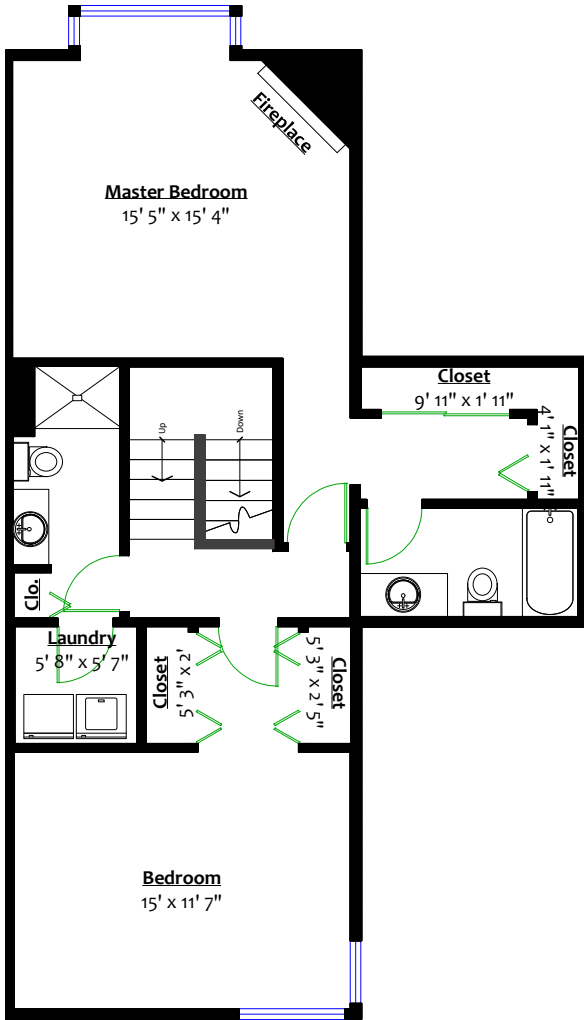 Fireplace
Master Bedroom
15' 5" x 15' 4"
Closet
9' 11" x 1' 11"
Closet
4' 1" x 1' 11"
Up
Down
Clo.
Laundry
5' 8" x 5' 7"
Closet
5' 3" x 2'
Closet
5' 3" x 2' 5"
Bedroom
15' x 11' 7"